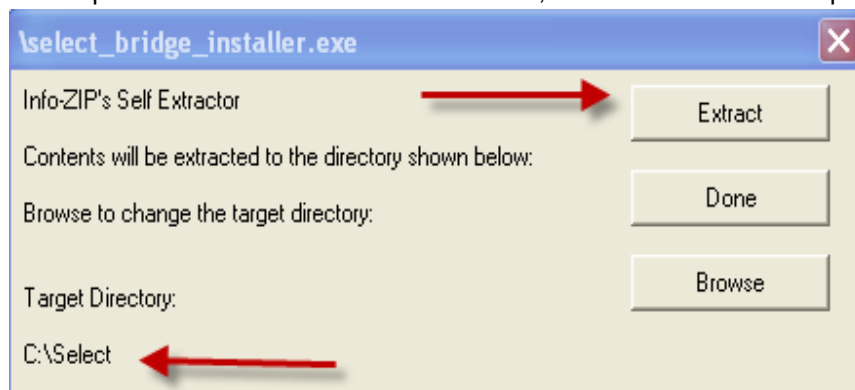 \select_bridge_installer.exe
Info-ZIP's Self Extractor
Extract
Contents will be extracted to the directory shown below:
Done
Browse to change the target directory:
Browse
Target Directory:
C:\Select